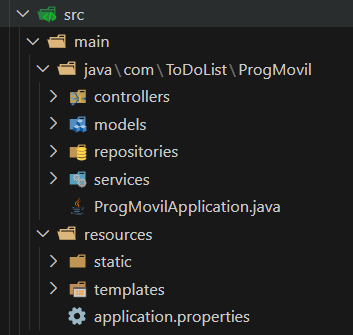 src
main
java\com\ToDoList\ProgMovil
controllers
models
repositories
services
ProgMovilApplication.java
resources
static
templates
application.properties